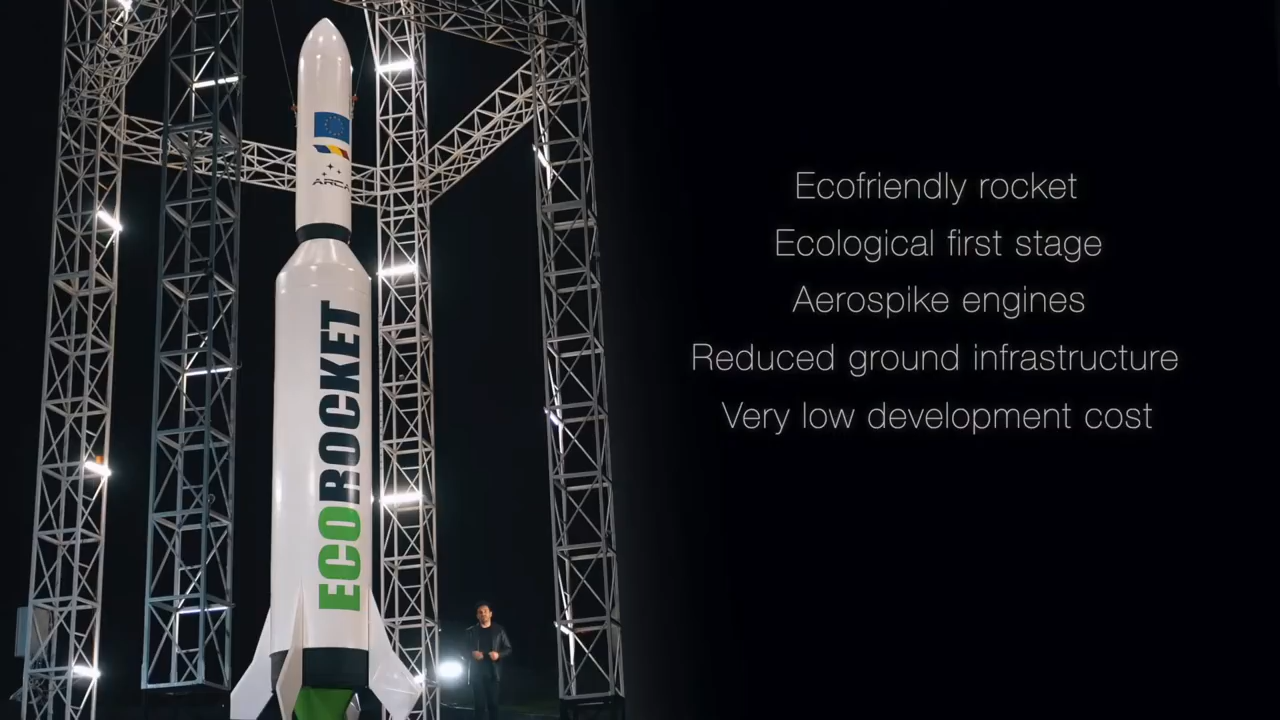 ARCA
ECOROCKET
Ecofriendly rocket
Ecological first stage
Aerospike engines
Reduced ground infrastructure
Very low development cost